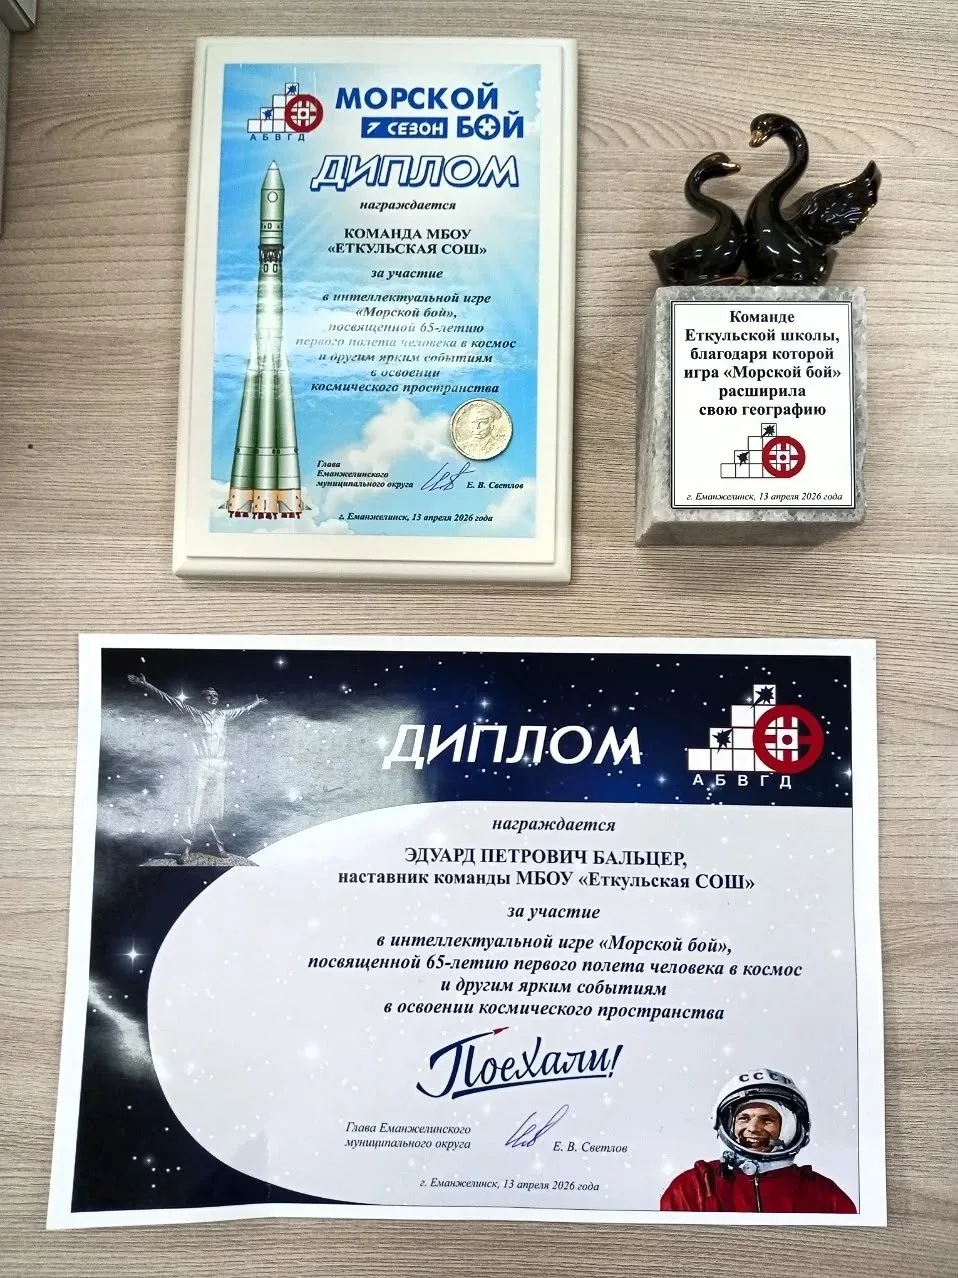 МОРСКОЙ
7 СЕЗОН БОЙ
А Б В Г Д
ДИПЛОМ
награждается
КОМАНДА МБОУ
«ЕТКУЛЬСКАЯ СОШ»
за участие
в интеллектуальной игре
«Морской бой»,
посвященной 65-летию
первого полета человека в космос
и другим ярким событиям
в освоении
космического пространства
Глава
Еманжелинского
муниципального округа
Е. В. Светлов
г. Еманжелинск, 13 апреля 2026 года
Команде
Еткульской школы,
благодаря которой
игра «Морской бой»
расширила
свою географию
г. Еманжелинск, 13 апреля 2026 года
ДИПЛОМ
А Б В Г Д
награждается
ЭДУАРД ПЕТРОВИЧ БАЛЬЦЕР,
наставник команды МБОУ «Еткульская СОШ»
за участие
в интеллектуальной игре «Морской бой»,
посвященной 65-летию первого полета человека в космос
и другим ярким событиям
в освоении космического пространства
Поехали!
СССР
Глава Еманжелинского
муниципального округа
Е. В. Светлов
г. Еманжелинск, 13 апреля 2026 года